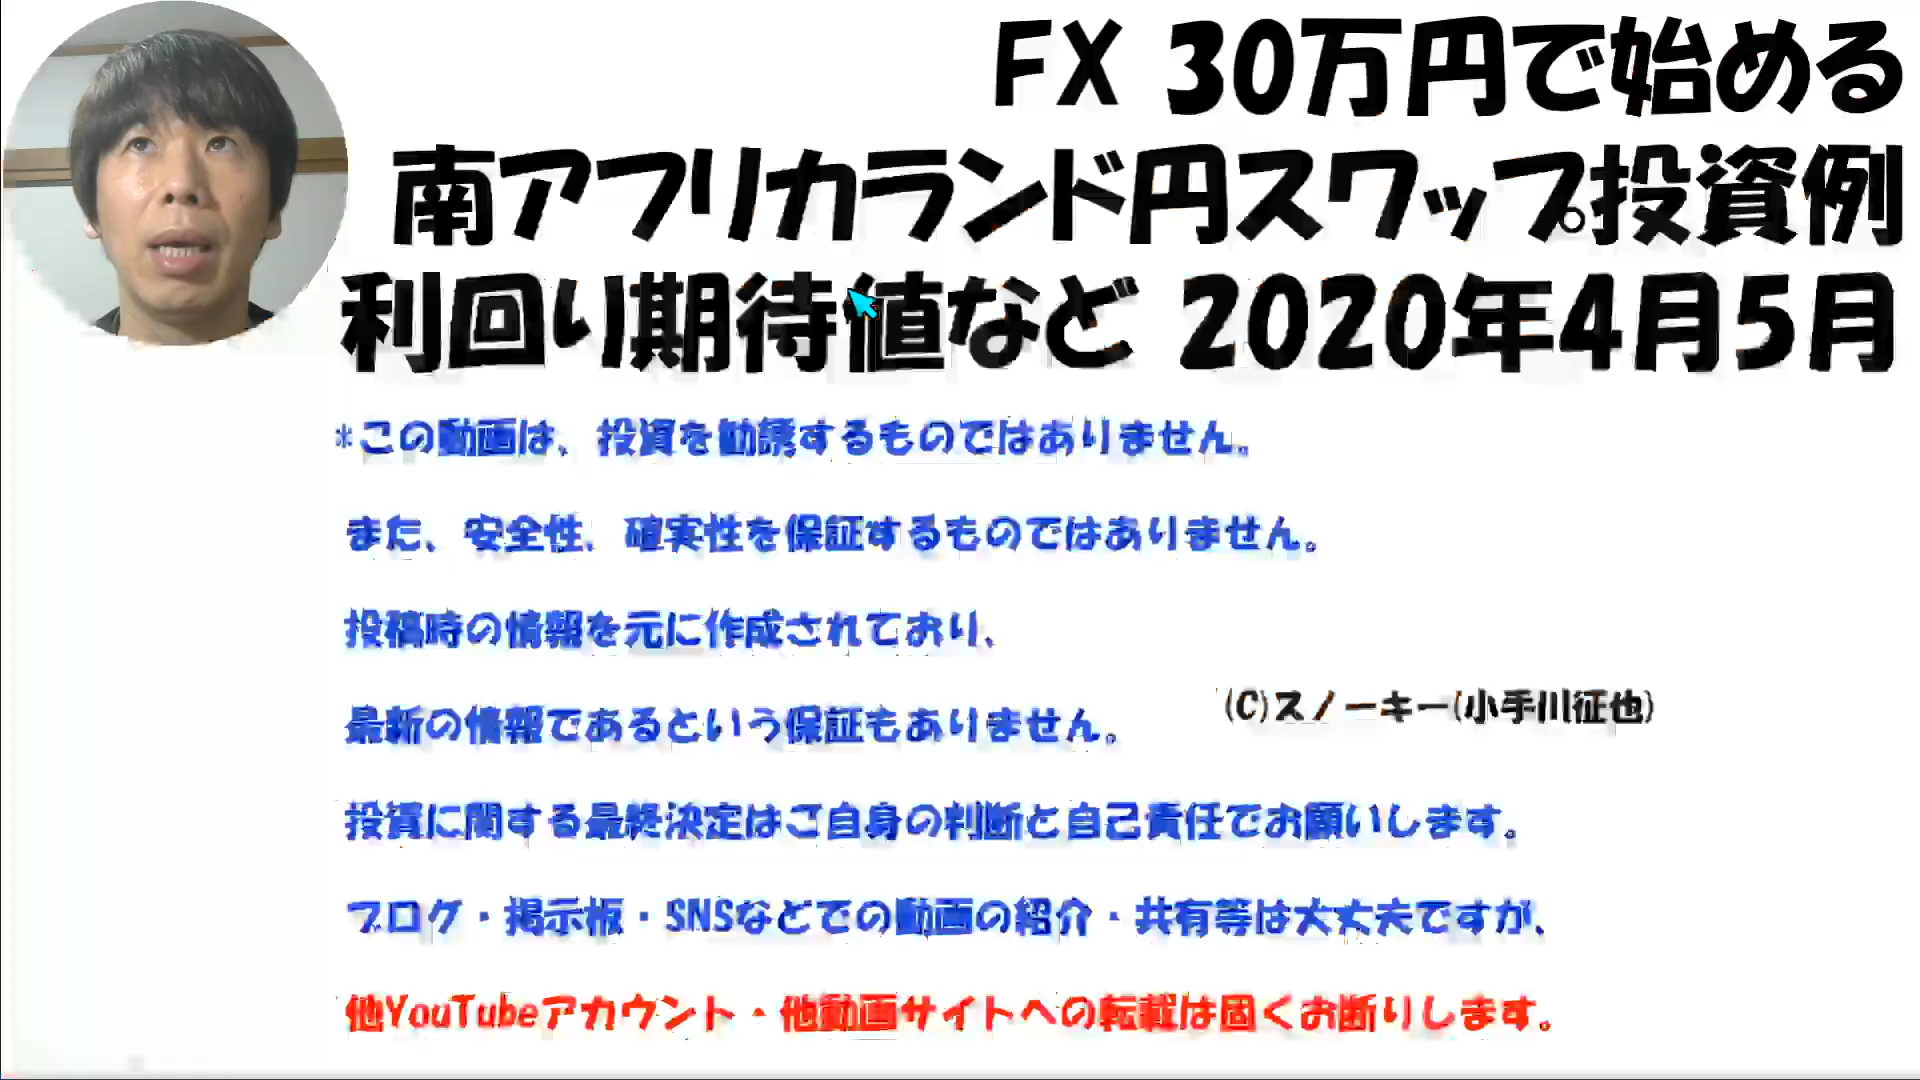 FX 30万円で始める
南アフリカランド円スワップ投資例
利回り期待値など 2020年4月5月
*この動画は、投資を勧誘するものではありません。
また、安全性、確実性を保証するものではありません。
投稿時の情報を元に作成されており、
最新の情報であるという保証もありません。
(C)スノーキー(小手川征也)
投資に関する最終決定はご自身の判断と自己責任でお願いします。
ブログ・掲示板・SNSなどでの動画の紹介・共有等は大丈夫ですが、
他YouTubeアカウント・他動画サイトへの転載は固くお断りします。